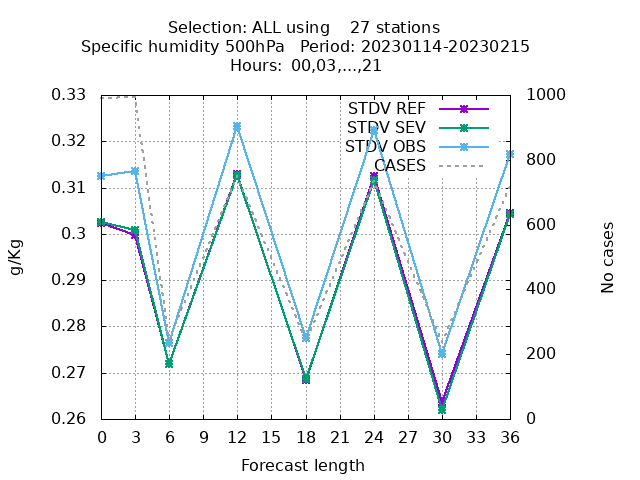 Selection: ALL using    27 stations
Specific humidity 500hPa   Period: 20230114-20230215
Hours:  00,03,...,21
STDV REF
STDV SEV
STDV OBS
CASES
0.33
0.32
0.31
0.3
0.29
0.28
0.27
0.26
g/Kg
1000
800
600
400
200
0
No cases
0 3 6 9 12 15 18 21 24 27 30 33 36
Forecast length